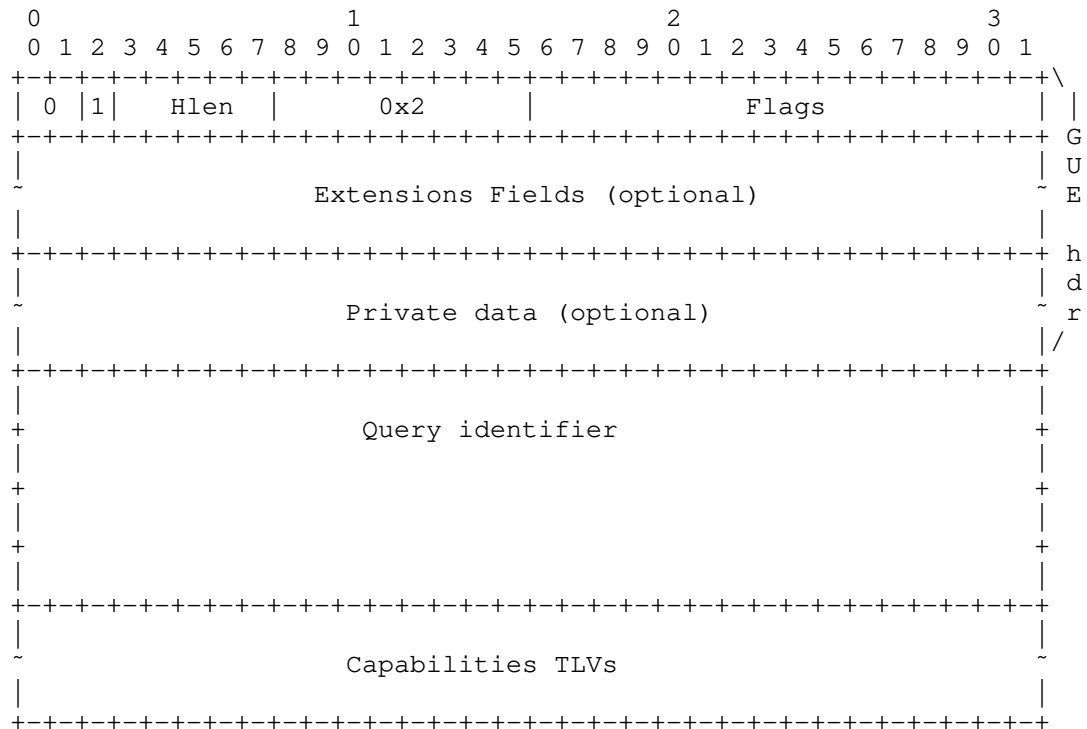 0                   1                   2                   3
 0 1 2 3 4 5 6 7 8 9 0 1 2 3 4 5 6 7 8 9 0 1 2 3 4 5 6 7 8 9 0 1
+-+-+-+-+-+-+-+-+-+-+-+-+-+-+-+-+-+-+-+-+-+-+-+-+-+-+-+-+-+-+-+-+\
| 0 |1|   Hlen  |      0x2      |             Flags             | |
+-+-+-+-+-+-+-+-+-+-+-+-+-+-+-+-+-+-+-+-+-+-+-+-+-+-+-+-+-+-+-+-+ G
|                                                               | U
~                  Extensions Fields (optional)                 ~ E
|                                                               |
+-+-+-+-+-+-+-+-+-+-+-+-+-+-+-+-+-+-+-+-+-+-+-+-+-+-+-+-+-+-+-+-+ h
|                                                               | d
~                    Private data (optional)                    ~ r
|                                                               |/
+-+-+-+-+-+-+-+-+-+-+-+-+-+-+-+-+-+-+-+-+-+-+-+-+-+-+-+-+-+-+-+-+
|                                                               |
+                     Query identifier                          +
|                                                               |
+                                                               +
|                                                               |
+                                                               +
|                                                               |
+-+-+-+-+-+-+-+-+-+-+-+-+-+-+-+-+-+-+-+-+-+-+-+-+-+-+-+-+-+-+-+-+
|                                                               |
~                    Capabilities TLVs                          ~
|                                                               |
+-+-+-+-+-+-+-+-+-+-+-+-+-+-+-+-+-+-+-+-+-+-+-+-+-+-+-+-+-+-+-+-+